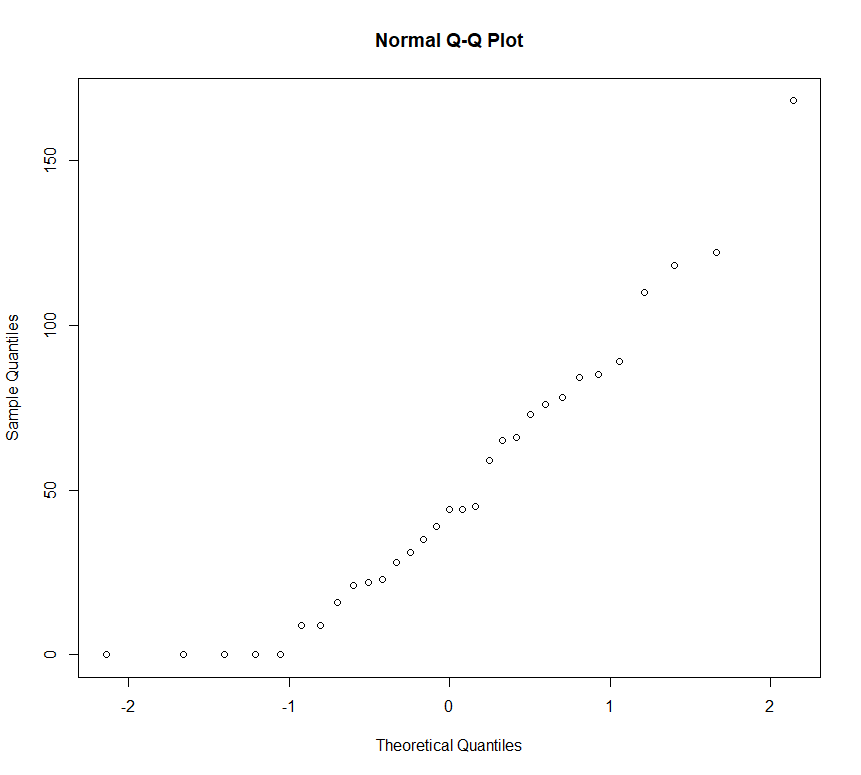 Normal Q-Q Plot
Sample Quantiles
150
100
50
0
-2 -1 0 1 2
Theoretical Quantiles